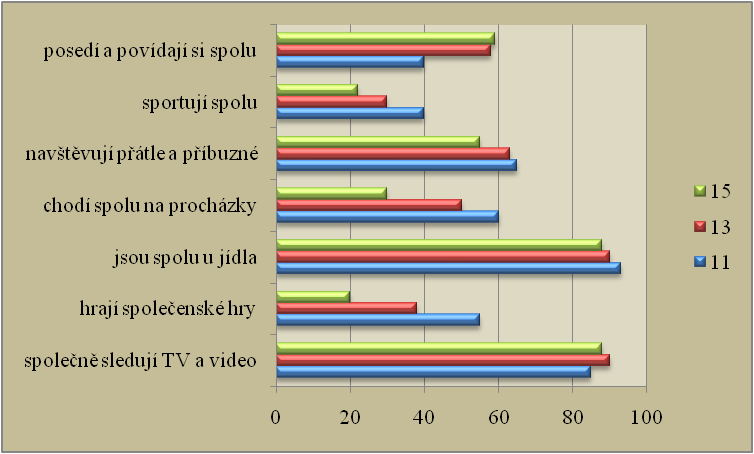 posedí a povídají si spolu
sportují spolu
navštěvují přátle a příbuzné
chodí spolu na procházky
jsou spolu u jídla
hrají společenské hry
společně sledují TV a video
0 20 40 60 80 100
15
13
11